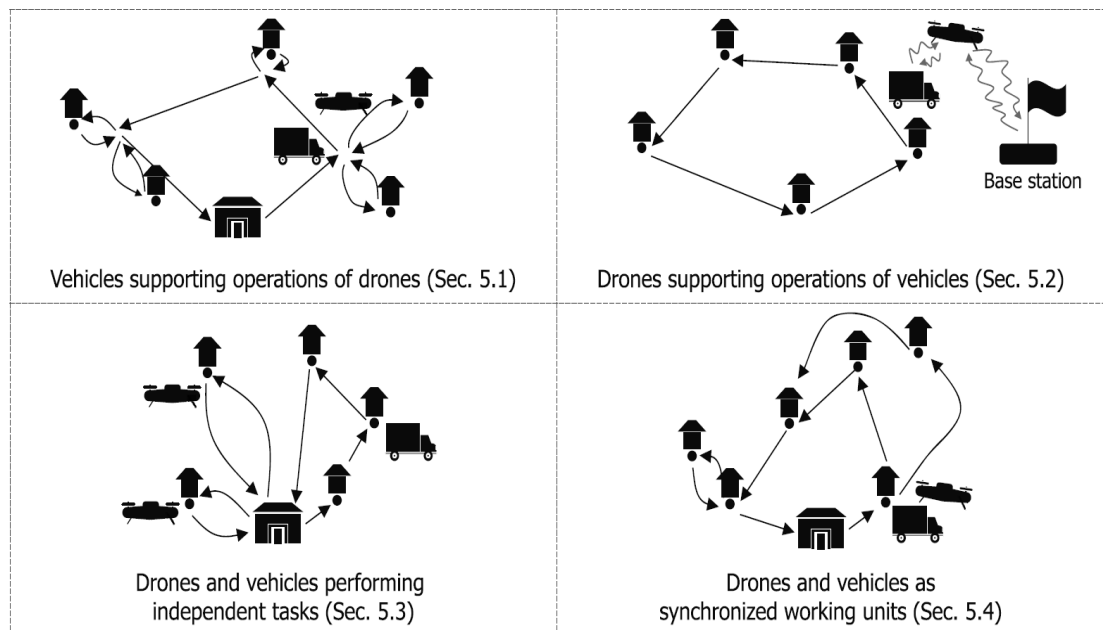 Base station
Vehicles supporting operations of drones (Sec. 5.1)
Drones supporting operations of vehicles (Sec. 5.2)
Drones and vehicles performing
independent tasks (Sec. 5.3)
Drones and vehicles as
synchronized working units (Sec. 5.4)